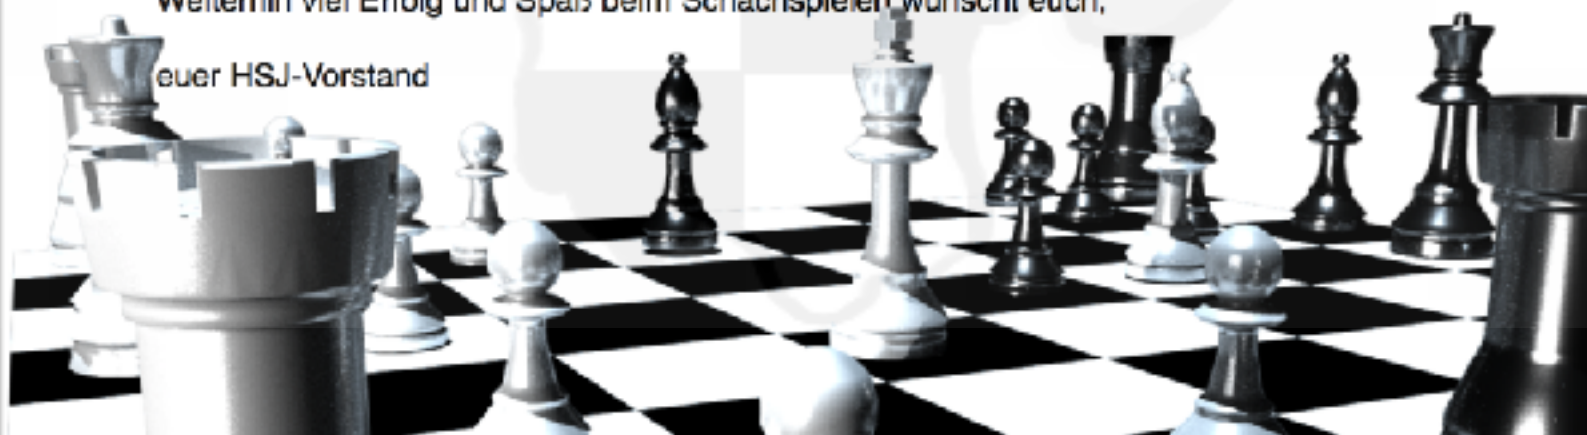 Weiterhin viel Erfolg und Spaß beim Schachspielen wünscht euch,
euer HSJ-Vorstand